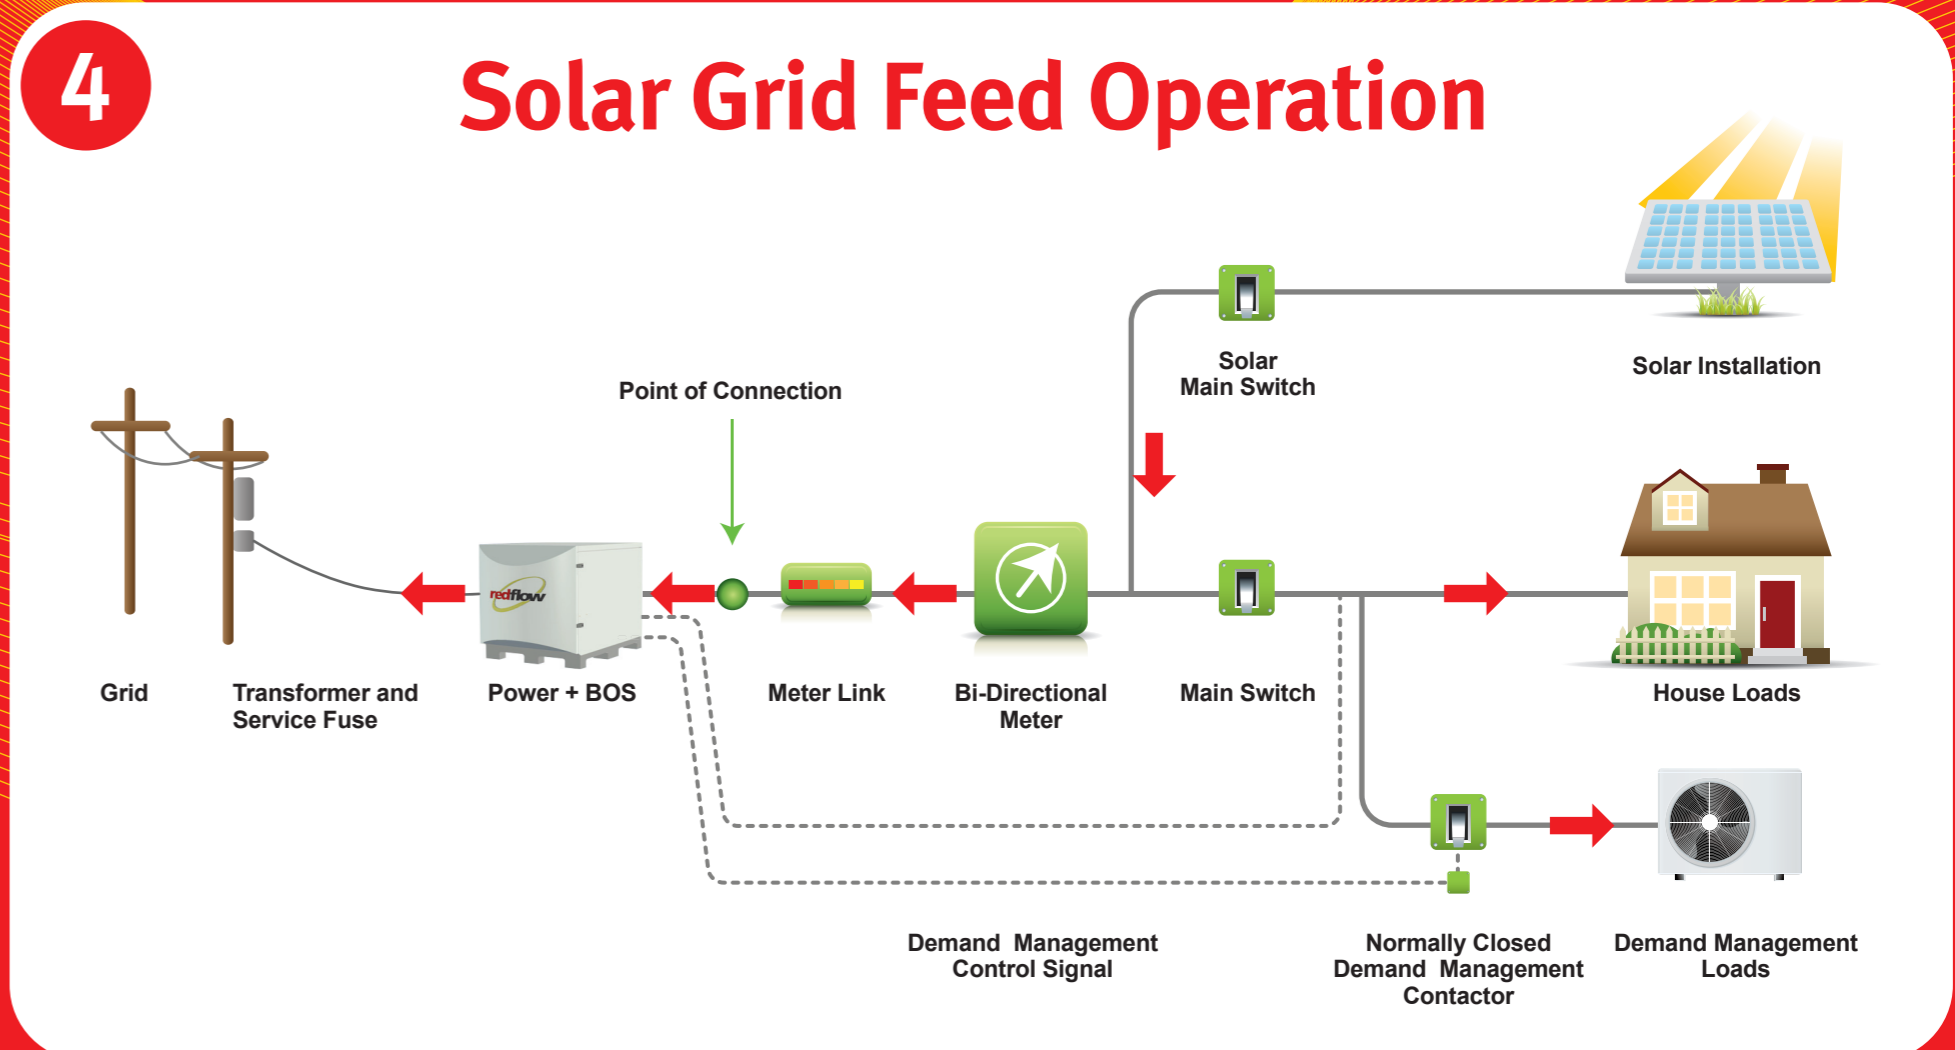 4
Solar Grid Feed Operation
Solar
Main Switch
Solar Installation
Point of Connection
redflow
Grid
Transformer and
Service Fuse
Power + BOS
Meter Link
Bi-Directional
Meter
Main Switch
House Loads
Demand Management
Control Signal
Normally Closed
Demand Management
Contactor
Demand Management
Loads